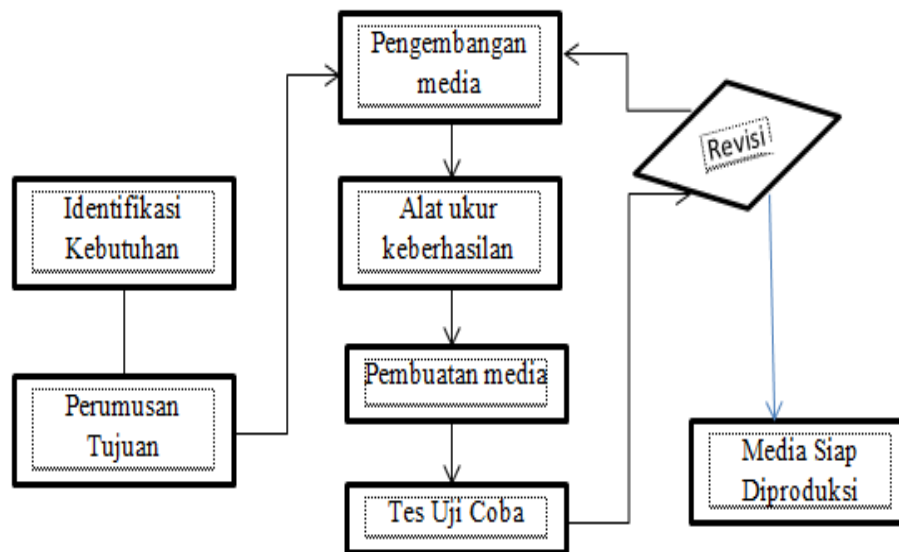 Identifikasi
Kebutuhan
Perumusan
Tujuan
Pengembangan
media
Alat ukur
keberhasilan
Pembuatan media
Tes Uji Coba
Revisi
Media Siap
Diproduksi